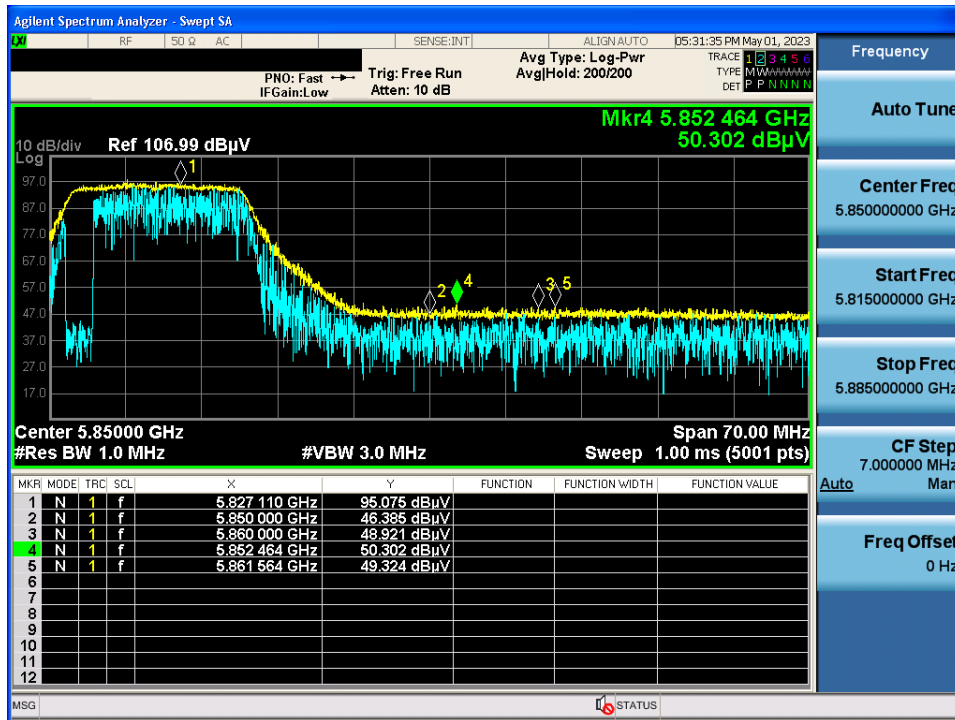 Agilent Spectrum Analyzer - Swept SA
LXI RF 50 Ω AC SENSE:INT ALIGN AUTO 05:31:35 PM May 01, 2023
Frequency
PNO: Fast Trig: Free Run Avg Type: Log-Pwr TRACE 1 2 3 4 5 6
IFGain:Low Atten: 10 dB Avg|Hold: 200/200 TYPE M W W W W W
DET P P N N N N
Auto Tune
Mkr4 5.852 464 GHz
50.302 dBµV
10 dB/div Ref 106.99 dBµV
Log
97.0
87.0
77.0
67.0
57.0
47.0
37.0
27.0
17.0
1
2 4 3 5
Center 5.85000 GHz Span 70.00 MHz
#Res BW 1.0 MHz #VBW 3.0 MHz Sweep 1.00 ms (5001 pts)
Center Freq
5.850000000 GHz
Start Freq
5.815000000 GHz
Stop Freq
5.885000000 GHz
CF Step
7.000000 MHz
Auto Man
Freq Offset
0 Hz
MKR MODE TRC SCL X Y FUNCTION FUNCTION WIDTH FUNCTION VALUE
1 N 1 f 5.827 110 GHz 95.075 dBµV
2 N 1 f 5.850 000 GHz 46.385 dBµV
3 N 1 f 5.860 000 GHz 48.921 dBµV
4 N 1 f 5.852 464 GHz 50.302 dBµV
5 N 1 f 5.861 564 GHz 49.324 dBµV
6
7
8
9
10
11
12
MSG STATUS